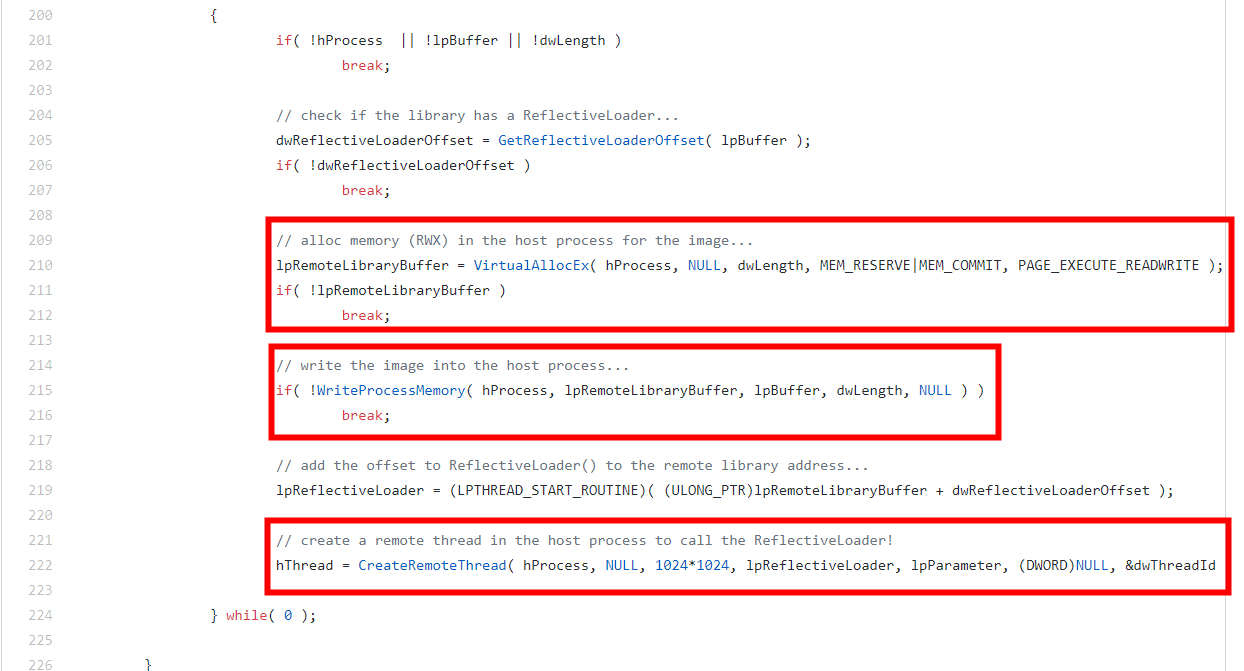 200 {
201 if( !hProcess || !lpBuffer || !dwLength )
202 break;
203
204 // check if the library has a ReflectiveLoader...
205 dwReflectiveLoaderOffset = GetReflectiveLoaderOffset( lpBuffer );
206 if( !dwReflectiveLoaderOffset )
207 break;
208
209 // alloc memory (RWX) in the host process for the image...
210 lpRemoteLibraryBuffer = VirtualAllocEx( hProcess, NULL, dwLength, MEM_RESERVE|MEM_COMMIT, PAGE_EXECUTE_READWRITE );
211 if( !lpRemoteLibraryBuffer )
212 break;
213
214 // write the image into the host process...
215 if( !WriteProcessMemory( hProcess, lpRemoteLibraryBuffer, lpBuffer, dwLength, NULL ) )
216 break;
217
218 // add the offset to ReflectiveLoader() to the remote library address...
219 lpReflectiveLoader = (LPTHREAD_START_ROUTINE)( (ULONG_PTR)lpRemoteLibraryBuffer + dwReflectiveLoaderOffset );
220
221 // create a remote thread in the host process to call the ReflectiveLoader!
222 hThread = CreateRemoteThread( hProcess, NULL, 1024*1024, lpReflectiveLoader, lpParameter, (DWORD)NULL, &dwThreadId
223
224 } while( 0 );
225
226 }